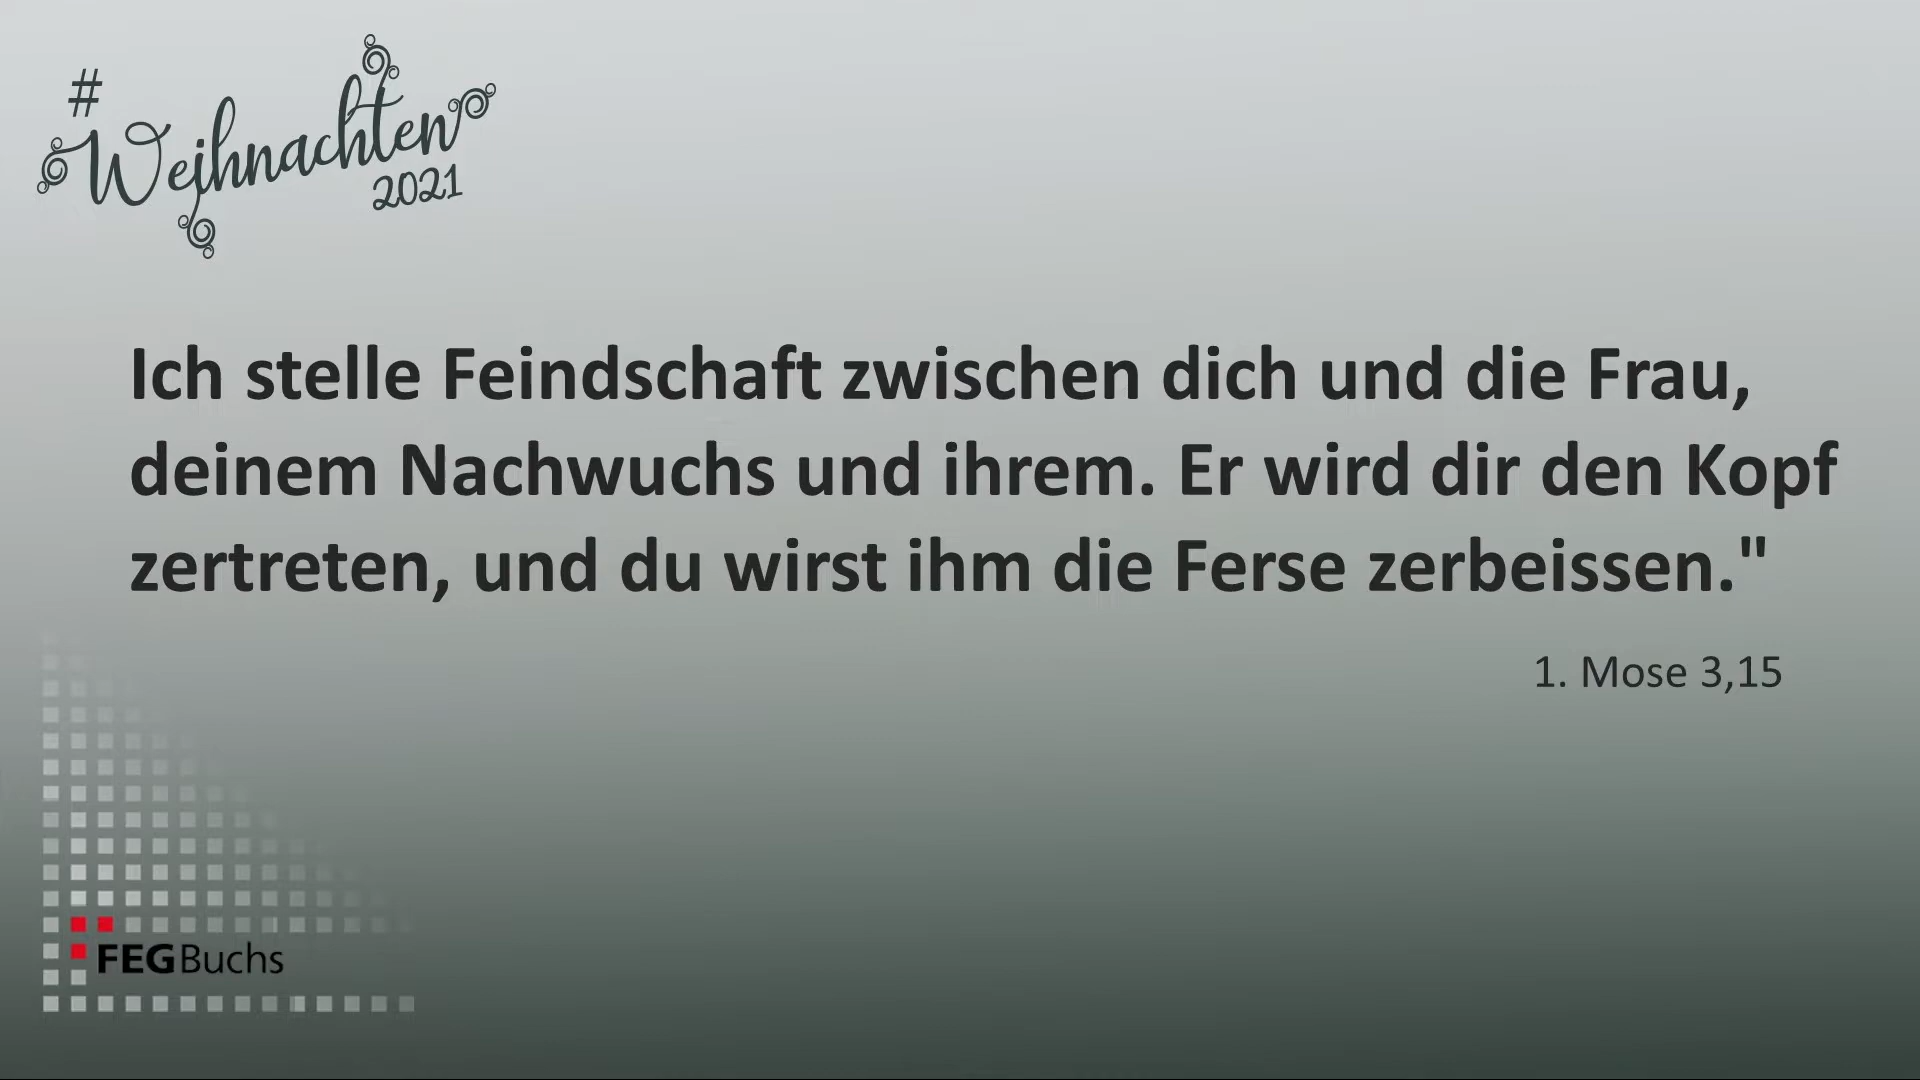 #
Weihnachten
2021
Ich stelle Feindschaft zwischen dich und die Frau,
deinem Nachwuchs und ihrem. Er wird dir den Kopf
zertreten, und du wirst ihm die Ferse zerbeissen."
1. Mose 3,15
FEGBuchs